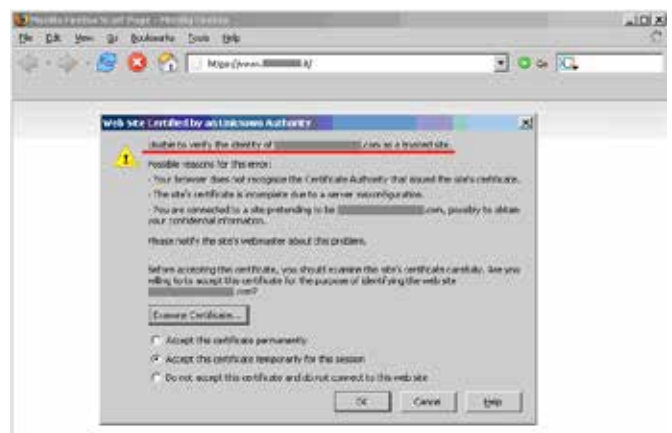 Mozilla Firefox Start Page - Mozilla Firefox
File Edit View Go Bookmarks Tools Help
https://www.
Go
Web Site Certified by an Unknown Authority
Unable to verify the identity of .com as a trusted site.
Possible reasons for this error:
- Your browser does not recognise the Certificate Authority that issued the site's certificate.
- The site's certificate is incomplete due to a server misconfiguration.
- You are connected to a site pretending to be .com, possibly to obtain
your confidential information.
Please notify the site's webmaster about this problem.
Before accepting this certificate, you should examine this site's certificate carefully. Are you
willing to to accept this certificate for the purpose of identifying the web site
.com?
Examine Certificate...
Accept this certificate permanently
Accept this certificate temporarily for this session
Do not accept this certificate and do not connect to this web site
OK Cancel Help